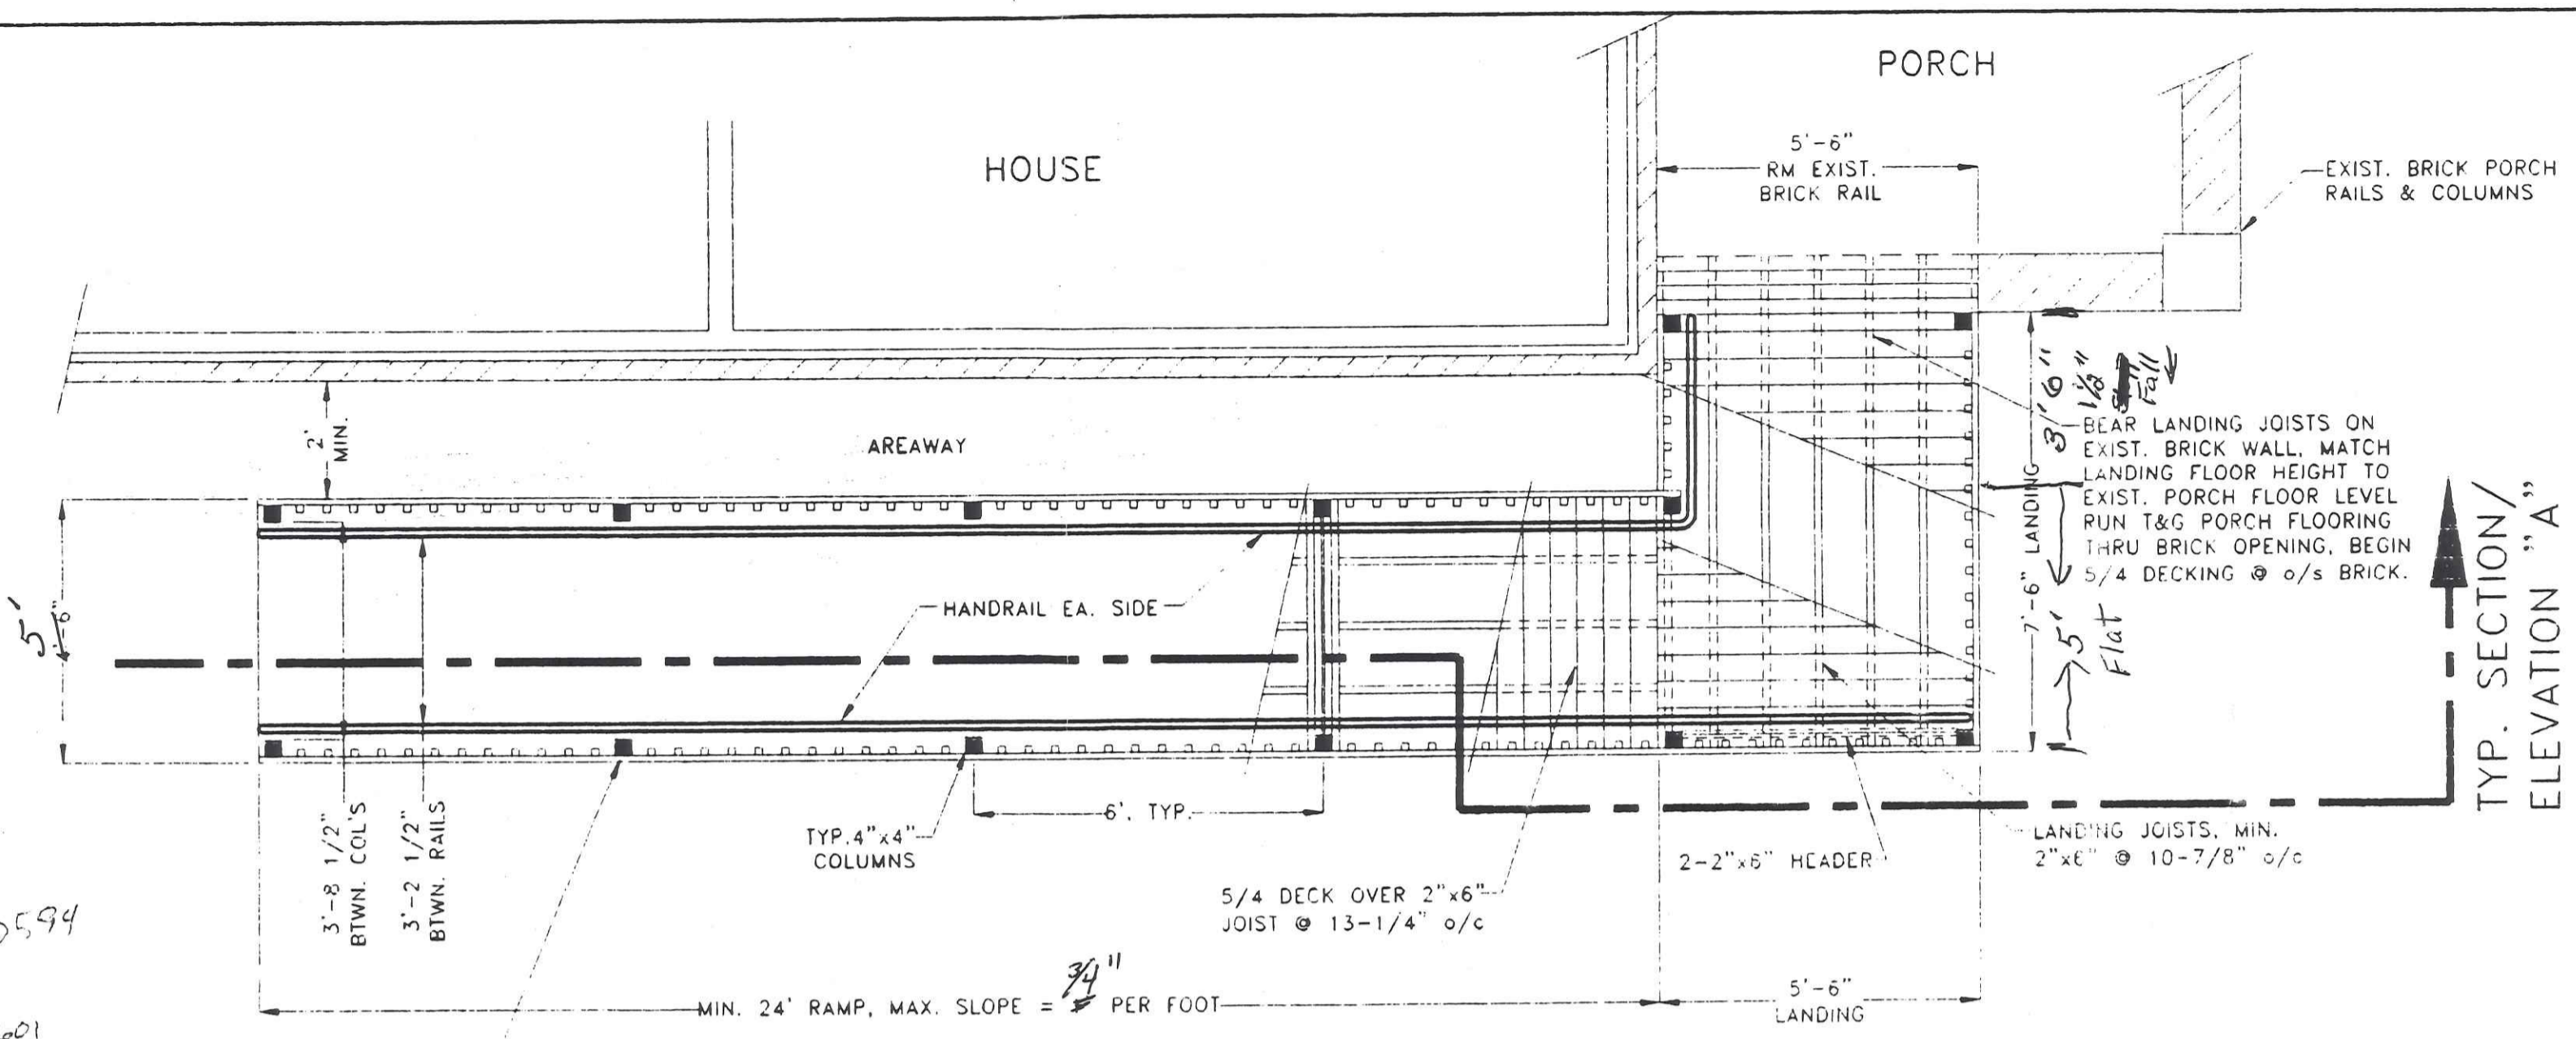 PORCH
HOUSE
5'-6"
RM EXIST.
BRICK RAIL
EXIST. BRICK PORCH
RAILS & COLUMNS
2'
MIN.
AREAWAY
3' 6"
1 1/2"
Fall
BEAR LANDING JOISTS ON
EXIST. BRICK WALL, MATCH
LANDING FLOOR HEIGHT TO
EXIST. PORCH FLOOR LEVEL
RUN T&G PORCH FLOORING
THRU BRICK OPENING, BEGIN
5/4 DECKING @ o/s BRICK.
7'-6" LANDING
5'
Flat
TYP. SECTION/
ELEVATION "A"
HANDRAIL EA. SIDE
5'
-6"
3'-8 1/2"
BTWN. COL'S
3'-2 1/2"
BTWN. RAILS
TYP.4"x4"
COLUMNS
6', TYP.
5/4 DECK OVER 2"x6"
JOIST @ 13-1/4" o/c
2-2"x6" HEADER
LANDING JOISTS, MIN.
2"x6" @ 10-7/8" o/c
MIN. 24' RAMP, MAX. SLOPE = 3/4" PER FOOT
5'-6"
LANDING
0594